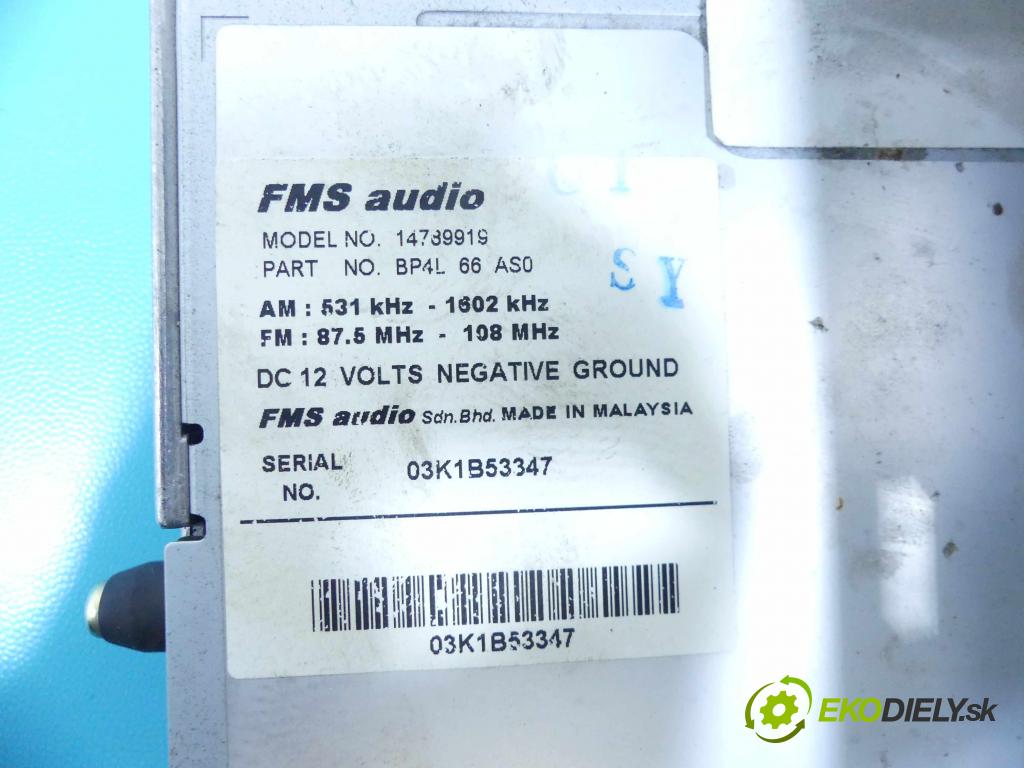 FMS audio
MODEL NO. 14789919
PART NO. BP4L 66 AS0
AM : 531 kHz - 1602 kHz
FM : 87.5 MHz - 108 MHz
DC 12 VOLTS NEGATIVE GROUND
FMS audio Sdn.Bhd. MADE IN MALAYSIA
SERIAL NO. 03K1B53347
03K1B53347
SY
EKODIELY.sk